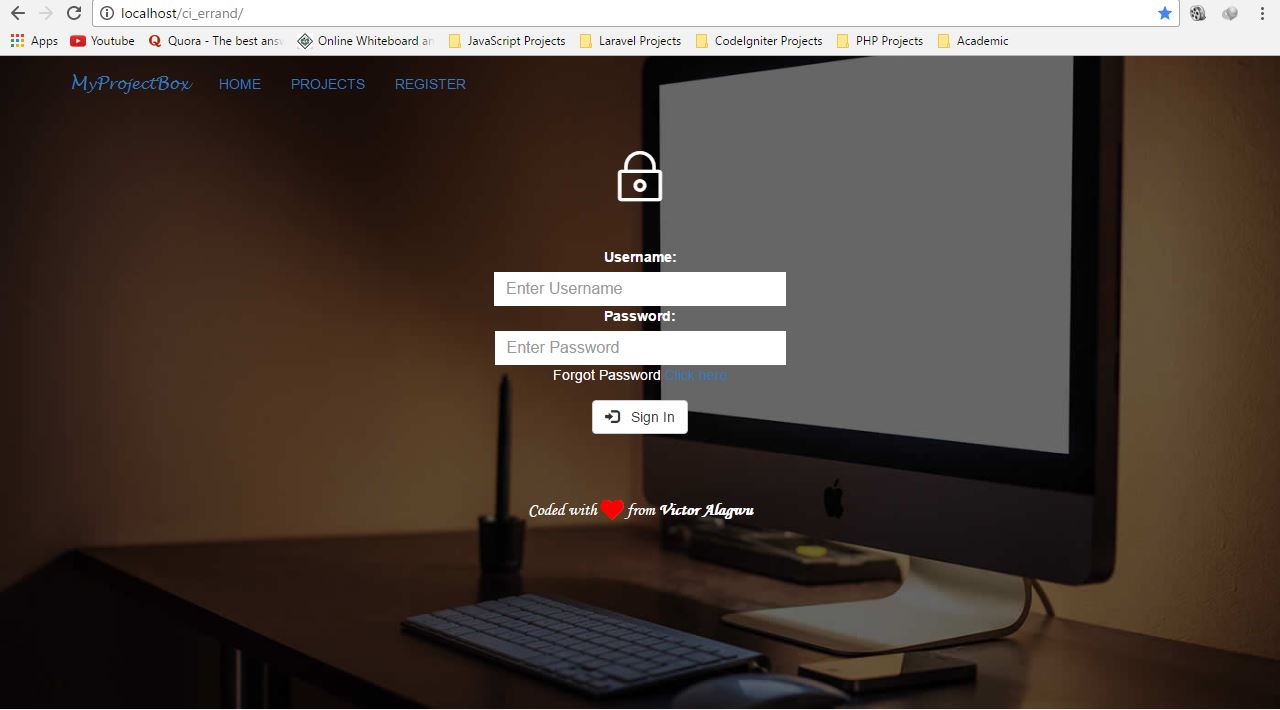 localhost/ci_errand/
Apps Youtube Quora - The best ans Online Whiteboard an JavaScript Projects Laravel Projects CodeIgniter Projects PHP Projects Academic
MyProjectBox HOME PROJECTS REGISTER
Username:
Enter Username
Password:
Enter Password
Forgot Password Click here
Sign In
Coded with from Victor Alagwu